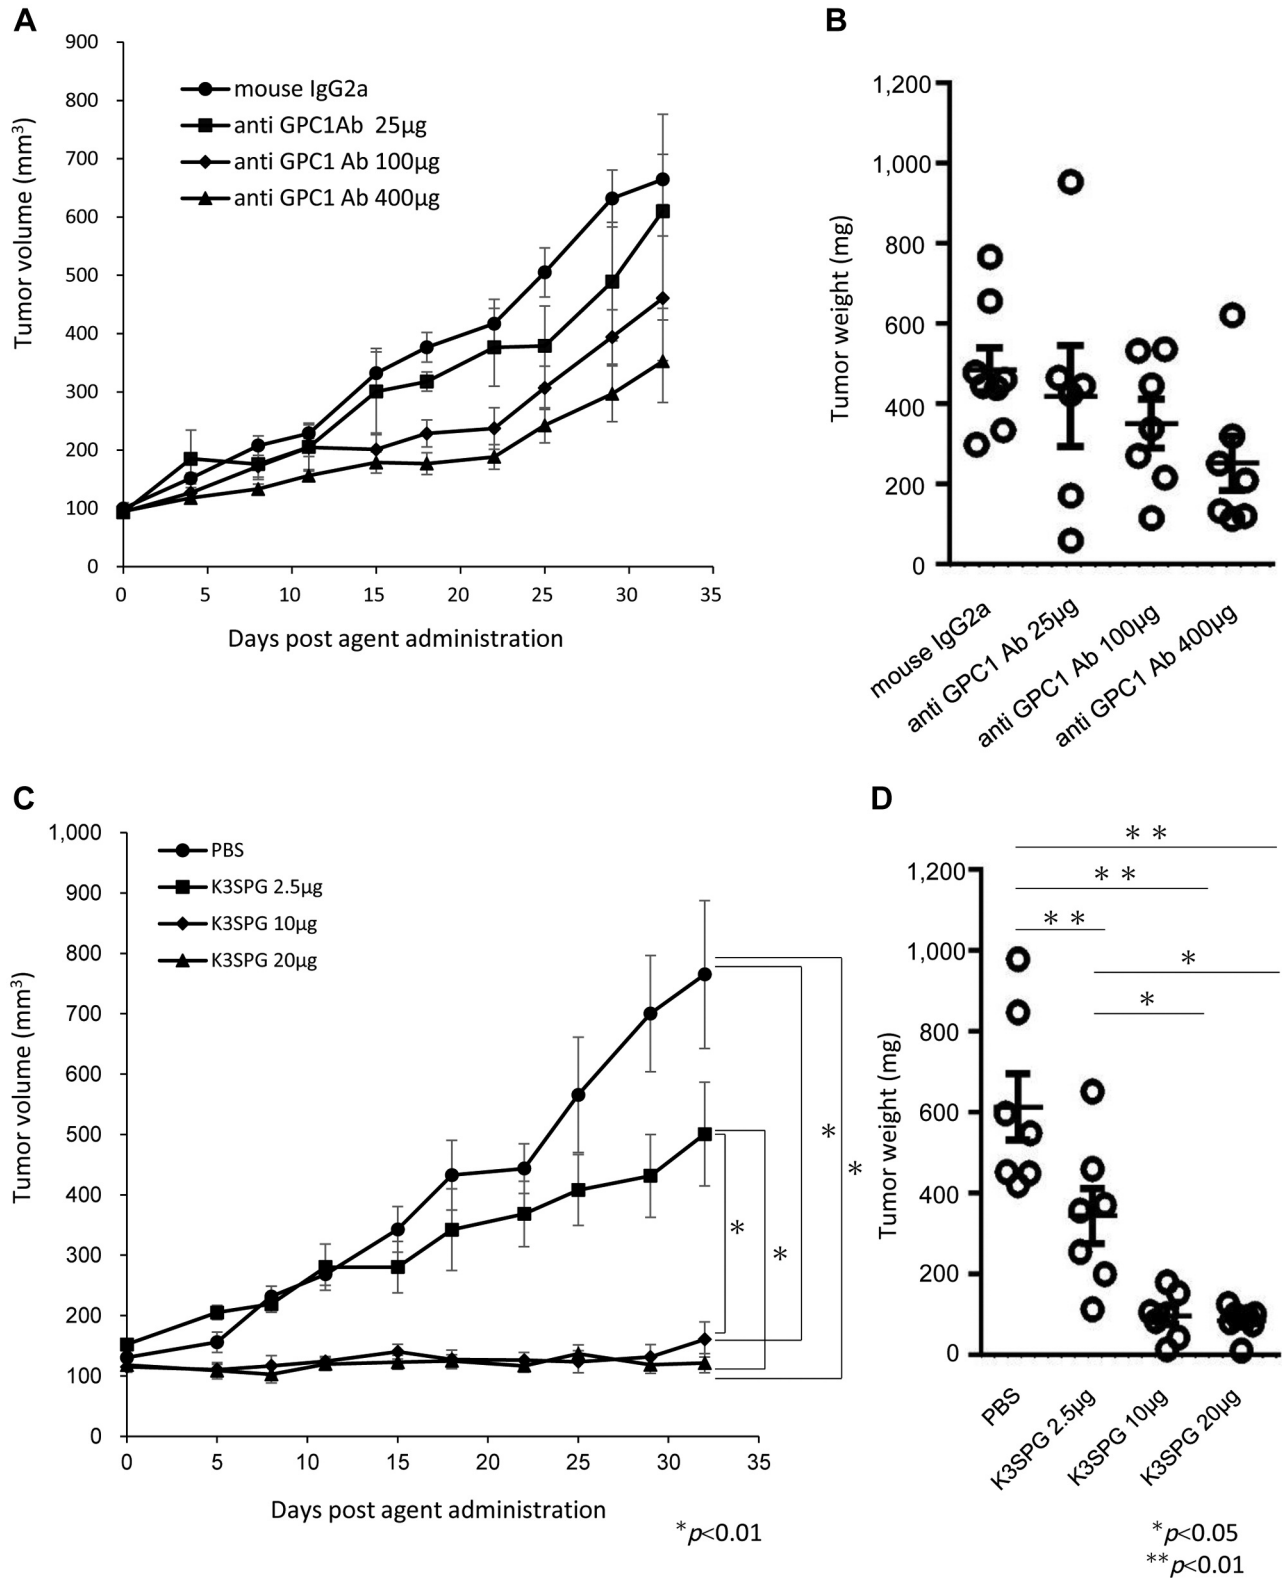 A
900
800
700
600
500
400
300
200
100
0
Tumor volume (mm³)
mouse IgG2a
anti GPC1Ab 25μg
anti GPC1 Ab 100μg
anti GPC1 Ab 400μg
0 5 10 15 20 25 30 35
Days post agent administration
B
1,200
1,000
800
600
400
200
0
Tumor weight (mg)
mouse IgG2a
anti GPC1 Ab 25μg
anti GPC1 Ab 100μg
anti GPC1 Ab 400μg
C
1,000
900
800
700
600
500
400
300
200
100
0
Tumor volume (mm³)
PBS
K3SPG 2.5μg
K3SPG 10μg
K3SPG 20μg
*
*
*
*
0 5 10 15 20 25 30 35
Days post agent administration
*p<0.01
D
**
**
**
*
*
1,200
1,000
800
600
400
200
0
Tumor weight (mg)
PBS
K3SPG 2.5μg
K3SPG 10μg
K3SPG 20μg
*p<0.05
**p<0.01